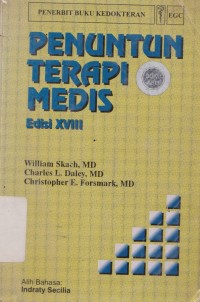 PENERBIT BUKU KEDOKTERAN EGC
PENUNTUN
TERAPI
MEDIS
Edisi XVIII
William Skach, MD
Charles L. Daley, MD
Christopher E. Forsmark, MD
Alih Bahasa:
Indraty Secilia